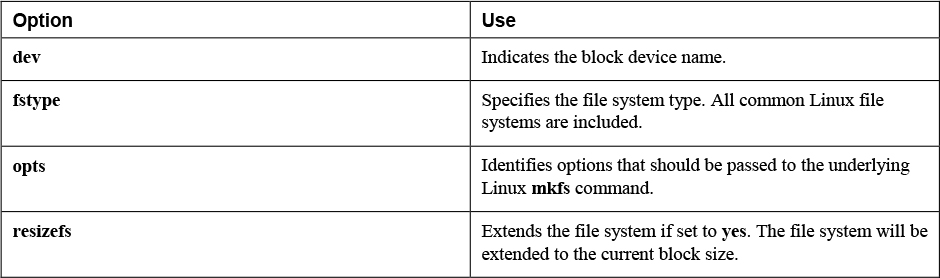 Option Use
dev Indicates the block device name.
fstype Specifies the file system type. All common Linux file
systems are included.
opts Identifies options that should be passed to the underlying
Linux mkfs command.
resizefs Extends the file system if set to yes. The file system will be
extended to the current block size.